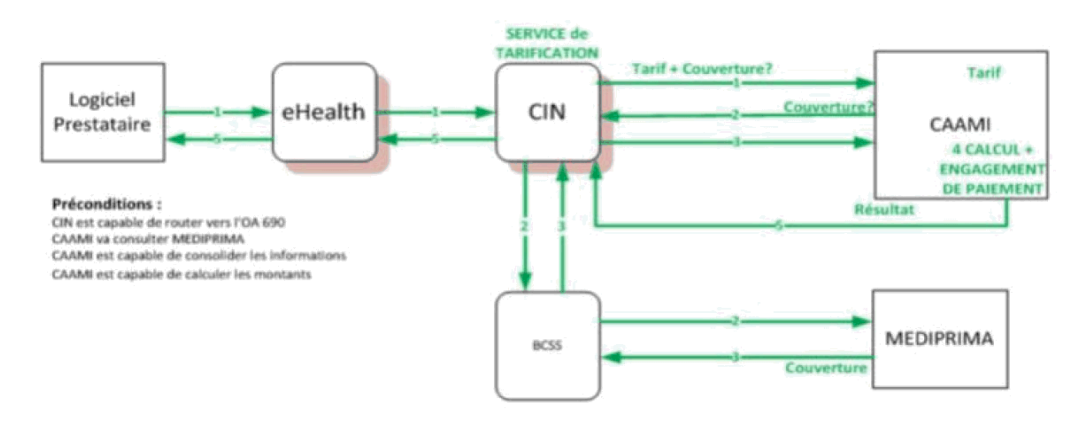 SERVICE de
TARIFICATION
Logiciel
Prestataire
1
5
eHealth
1
5
CIN
Tarif + Couverture?
1
Couverture?
2
3
Tarif
CAAMI
4 CALCUL +
ENGAGEMENT
DE PAIEMENT
Résultat
5
Préconditions :
CIN est capable de router vers l'OA 690
CAAMI va consulter MEDIPRIMA
CAAMI est capable de consolider les informations
CAAMI est capable de calculer les montants
2
3
BCSS
2
3
Couverture
MEDIPRIMA